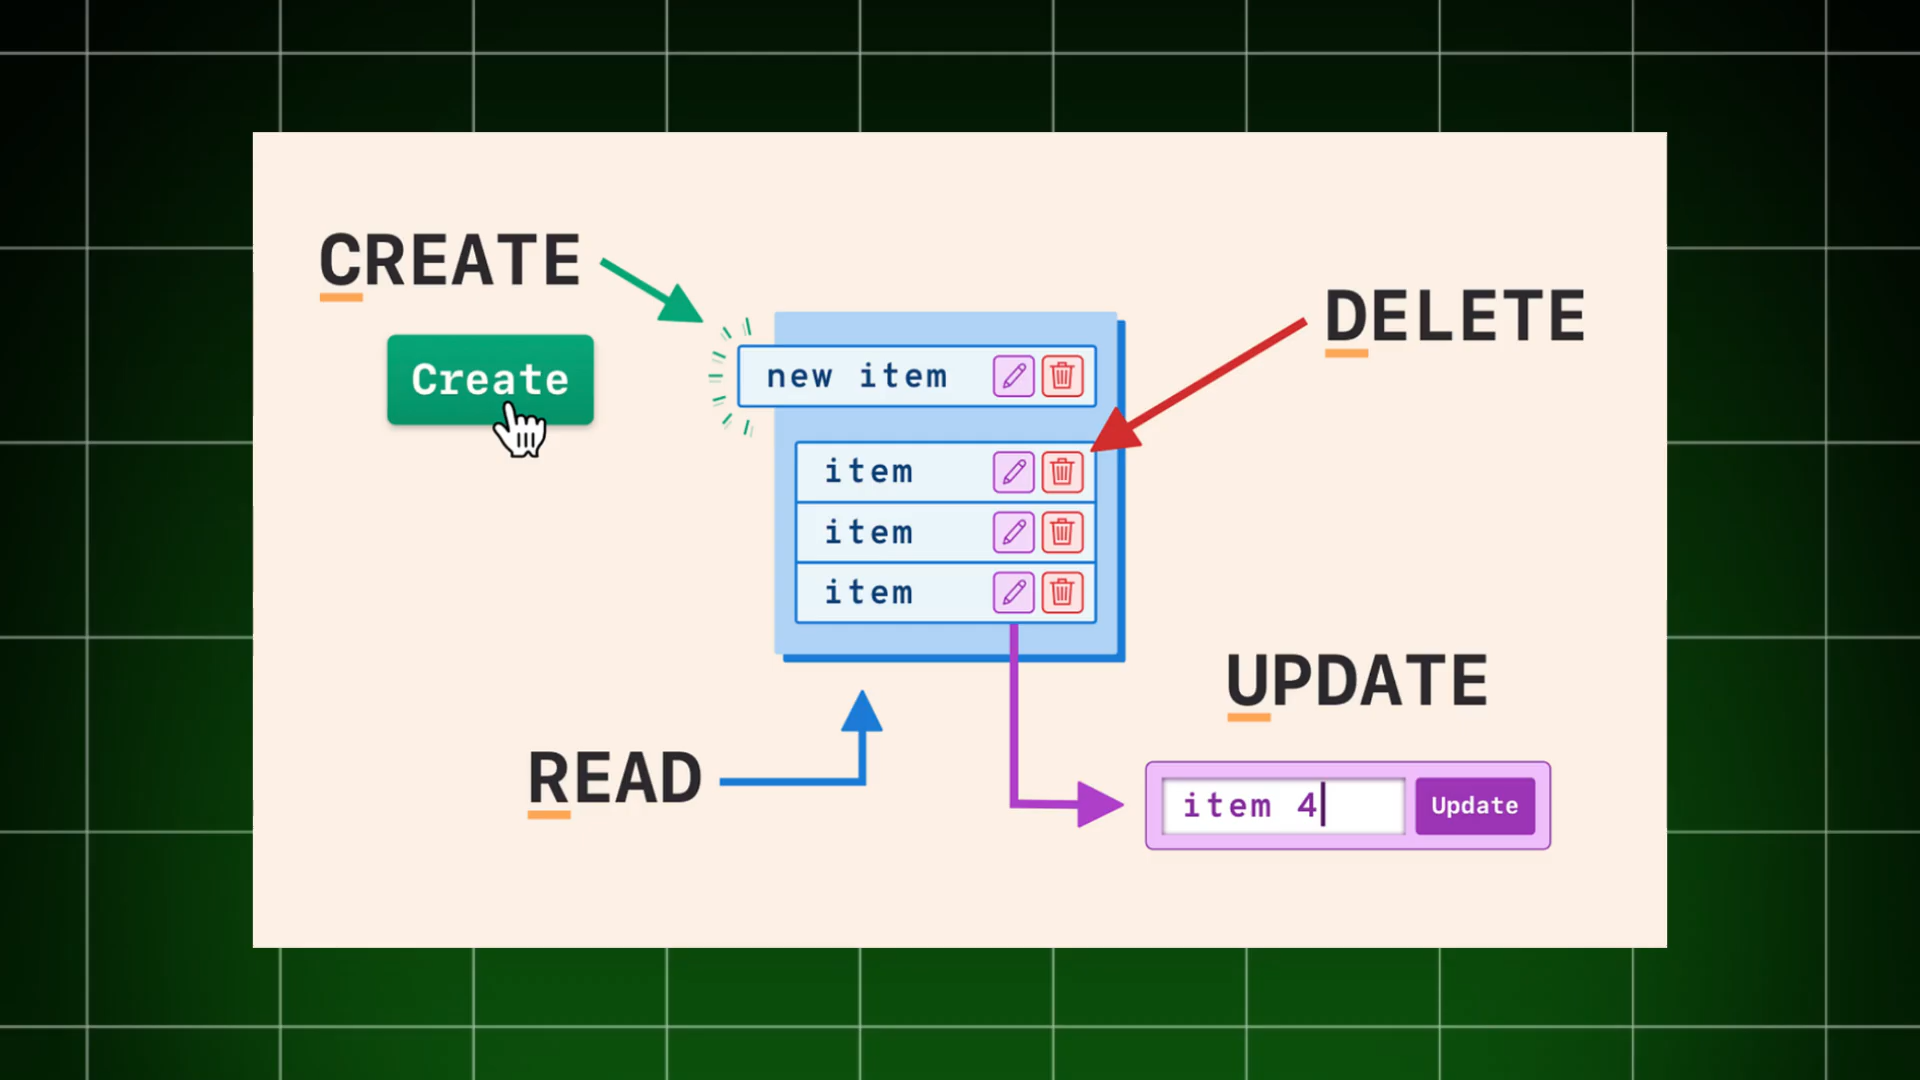 CREATE
Create
DELETE
new item
item
item
item
READ
UPDATE
item 4
Update